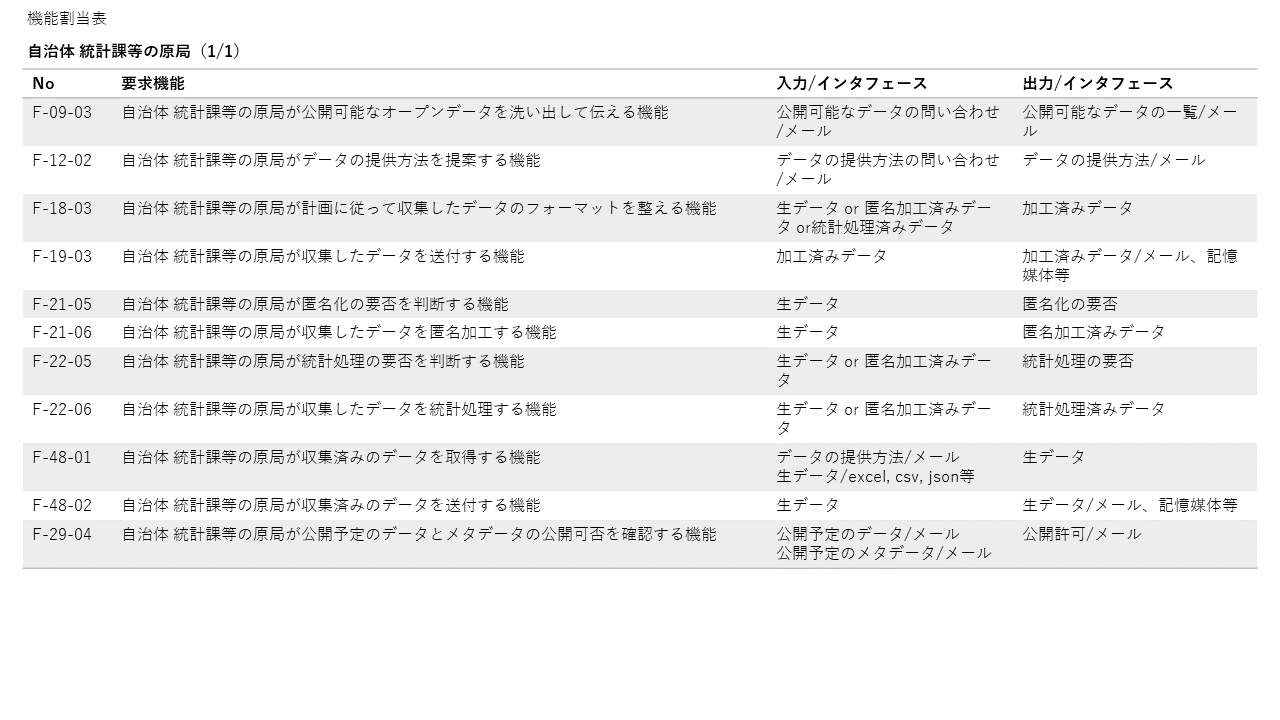 機能割当表
自治体 統計課等の原局（1/1）
No 要求機能 入力/インタフェース 出力/インタフェース
F-09-03 自治体 統計課等の原局が公開可能なオープンデータを洗い出して伝える機能 公開可能なデータの問い合わせ 公開可能なデータの一覧/メー
/メール ル
F-12-02 自治体 統計課等の原局がデータの提供方法を提案する機能 データの提供方法の問い合わせ データの提供方法/メール
/メール
F-18-03 自治体 統計課等の原局が計画に従って収集したデータのフォーマットを整える機能 生データ or 匿名加工済みデー 加工済みデータ
タ or統計処理済みデータ
F-19-03 自治体 統計課等の原局が収集したデータを送付する機能 加工済みデータ 加工済みデータ/メール、記憶
媒体等
F-21-05 自治体 統計課等の原局が匿名化の要否を判断する機能 生データ 匿名化の要否
F-21-06 自治体 統計課等の原局が収集したデータを匿名加工する機能 生データ 匿名加工済みデータ
F-22-05 自治体 統計課等の原局が統計処理の要否を判断する機能 生データ or 匿名加工済みデー 統計処理の要否
タ
F-22-06 自治体 統計課等の原局が収集したデータを統計処理する機能 生データ or 匿名加工済みデー 統計処理済みデータ
タ
F-48-01 自治体 統計課等の原局が収集済みのデータを取得する機能 データの提供方法/メール 生データ
生データ/excel, csv, json等
F-48-02 自治体 統計課等の原局が収集済みのデータを送付する機能 生データ 生データ/メール、記憶媒体等
F-29-04 自治体 統計課等の原局が公開予定のデータとメタデータの公開可否を確認する機能 公開予定のデータ/メール 公開許可/メール
公開予定のメタデータ/メール